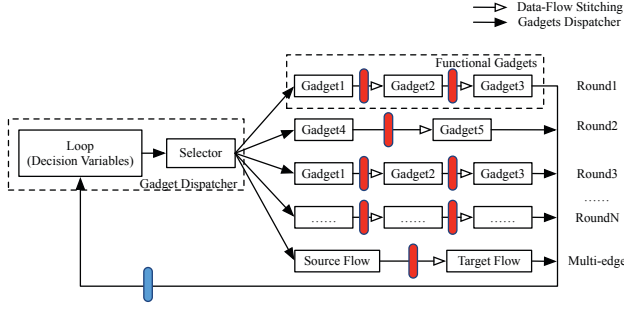 Data-Flow Stitching
Gadgets Dispatcher
Functional Gadgets
Gadget1 Gadget2 Gadget3 Round1
Gadget4 Gadget5 Round2
Loop
(Decision Variables)
Selector
Gadget Dispatcher
Gadget1 Gadget2 Gadget3 Round3
......
...... ...... ...... RoundN
Source Flow Target Flow Multi-edge